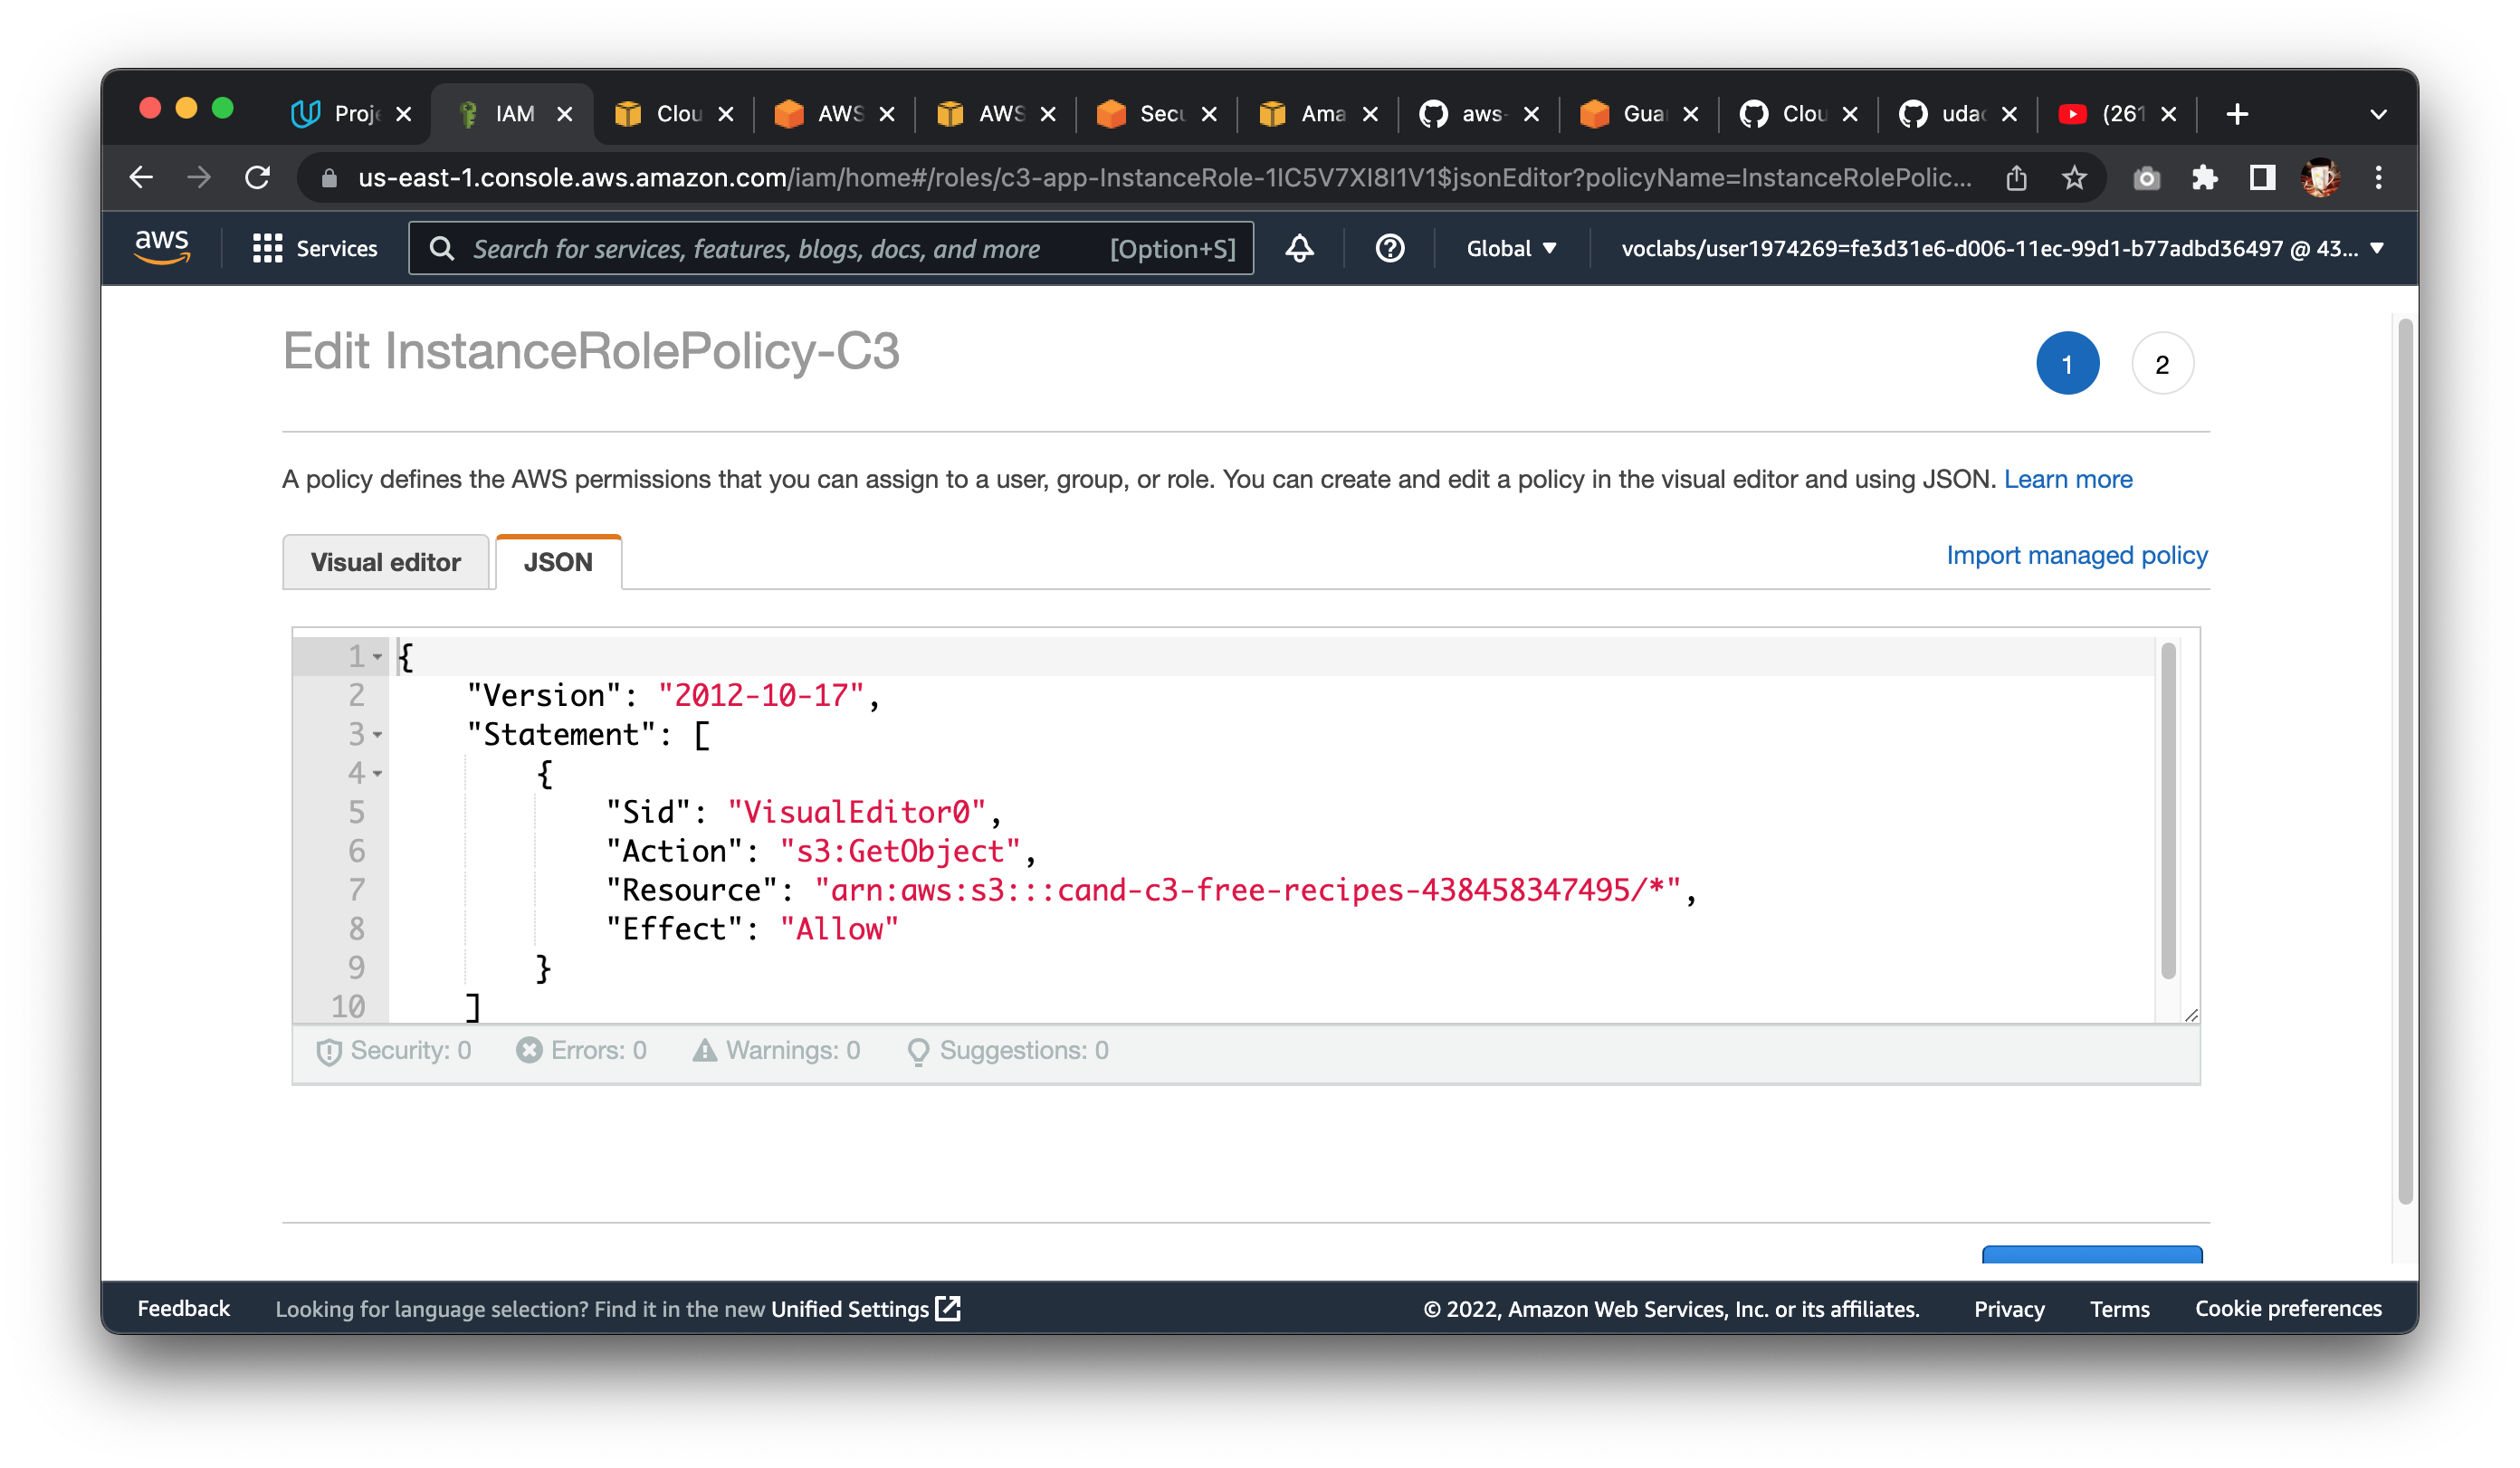 Proje
IAM
Clou
AWS
AWS
Secu
Ama
aws-
Gua
Clou
udac
(261
us-east-1.console.aws.amazon.com/iam/home#/roles/c3-app-InstanceRole-1IC5V7XI8I1V1$jsonEditor?policyName=InstanceRolePolic...
aws
Services
Search for services, features, blogs, docs, and more [Option+S]
Global
voclabs/user1974269=fe3d31e6-d006-11ec-99d1-b77adbd36497 @ 43...
Edit InstanceRolePolicy-C3
1
2
A policy defines the AWS permissions that you can assign to a user, group, or role. You can create and edit a policy in the visual editor and using JSON. Learn more
Visual editor
JSON
Import managed policy
1 {
2 "Version": "2012-10-17",
3 "Statement": [
4 {
5 "Sid": "VisualEditor0",
6 "Action": "s3:GetObject",
7 "Resource": "arn:aws:s3:::cand-c3-free-recipes-438458347495/*",
8 "Effect": "Allow"
9 }
10 ]
Security: 0
Errors: 0
Warnings: 0
Suggestions: 0
Feedback
Looking for language selection? Find it in the new Unified Settings
© 2022, Amazon Web Services, Inc. or its affiliates.
Privacy
Terms
Cookie preferences